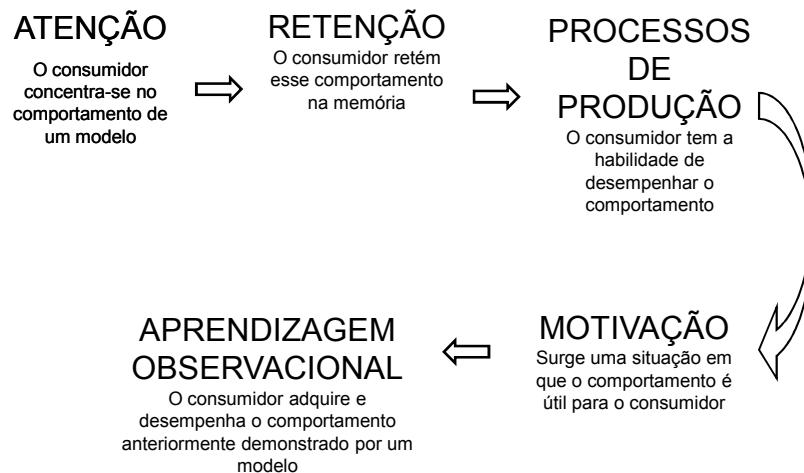 ATENÇÃO
O consumidor
concentra-se no
comportamento de
um modelo
RETENÇÃO
O consumidor retém
esse comportamento
na memória
PROCESSOS
DE
PRODUÇÃO
O consumidor tem a
habilidade de
desempenhar o
comportamento
MOTIVAÇÃO
Surge uma situação em
que o comportamento é
útil para o consumidor
APRENDIZAGEM
OBSERVACIONAL
O consumidor adquire e
desempenha o comportamento
anteriormente demonstrado por um
modelo